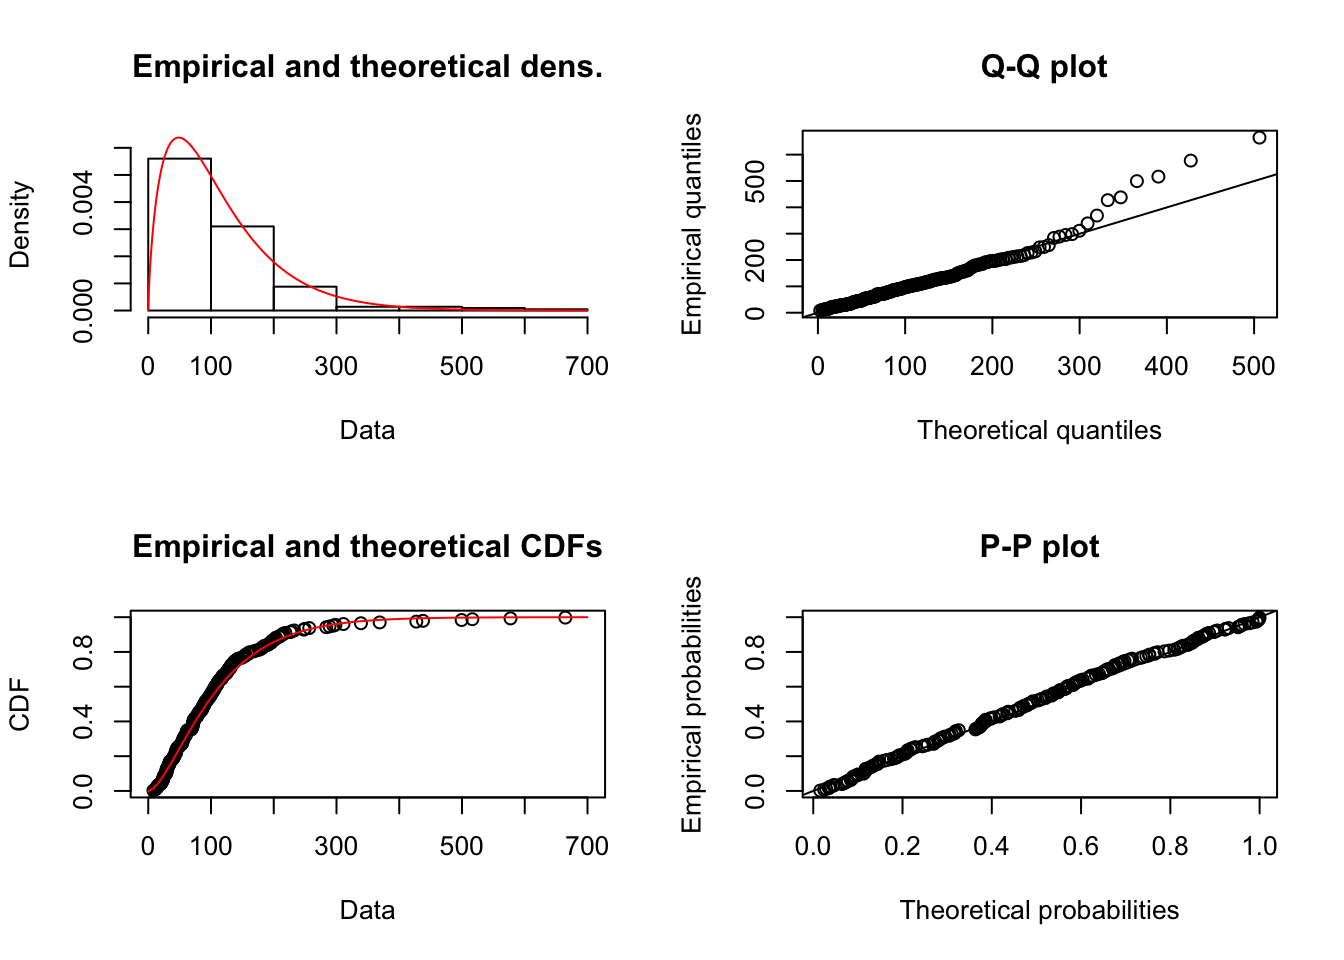 Empirical and theoretical dens.
Density
0.000 0.004
0 100 300 500 700
Data
Q-Q plot
Empirical quantiles
0 200 500
0 100 200 300 400 500
Theoretical quantiles
Empirical and theoretical CDFs
CDF
0.0 0.4 0.8
0 100 300 500 700
Data
P-P plot
Empirical probabilities
0.0 0.4 0.8
0.0 0.2 0.4 0.6 0.8 1.0
Theoretical probabilities